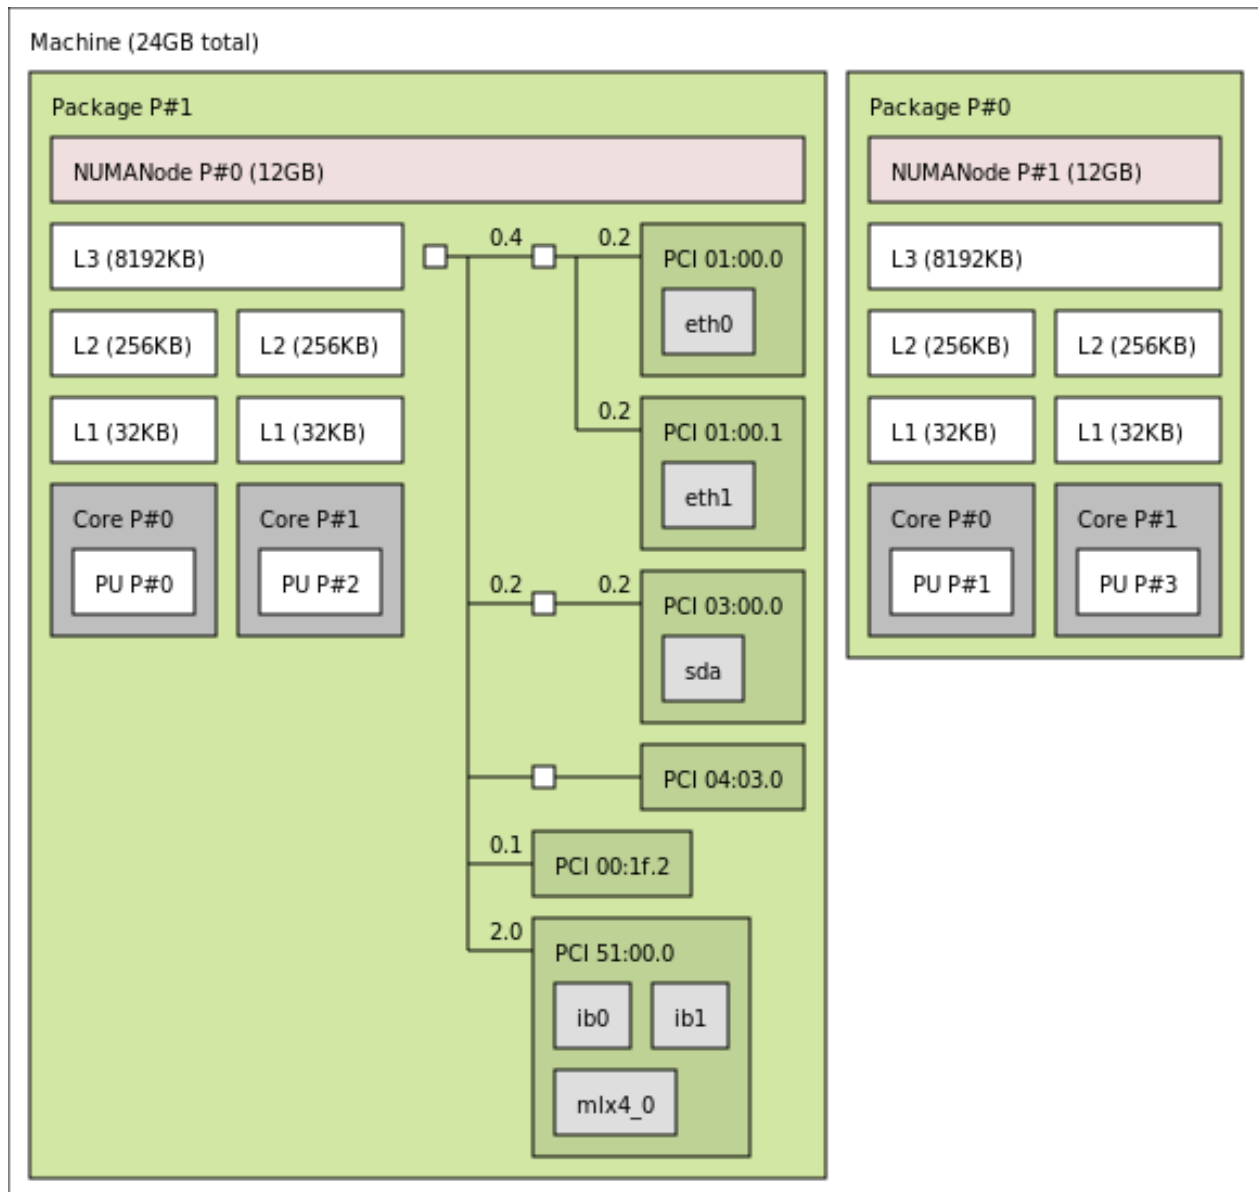 Machine (24GB total)
Package P#1
NUMANode P#0 (12GB)
L3 (8192KB)
L2 (256KB) L2 (256KB)
L1 (32KB) L1 (32KB)
Core P#0 Core P#1
PU P#0 PU P#2
0.4 0.2 PCI 01:00.0
eth0
0.2 PCI 01:00.1
eth1
0.2 0.2 PCI 03:00.0
sda
PCI 04:03.0
0.1 PCI 00:1f.2
2.0 PCI 51:00.0
ib0 ib1
mlx4_0
Package P#0
NUMANode P#1 (12GB)
L3 (8192KB)
L2 (256KB) L2 (256KB)
L1 (32KB) L1 (32KB)
Core P#0 Core P#1
PU P#1 PU P#3